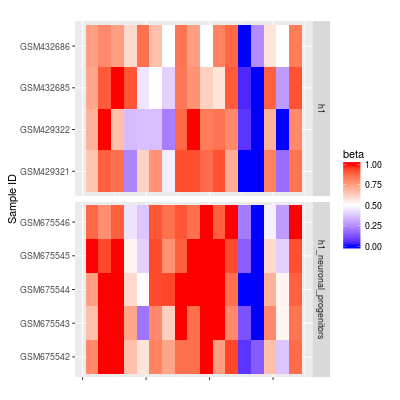 GSM432686
GSM432685
GSM429322
GSM429321
h1
GSM675546
GSM675545
GSM675544
GSM675543
GSM675542
h1_neuronal_progenitors
Sample ID
beta
1.00
0.75
0.50
0.25
0.00